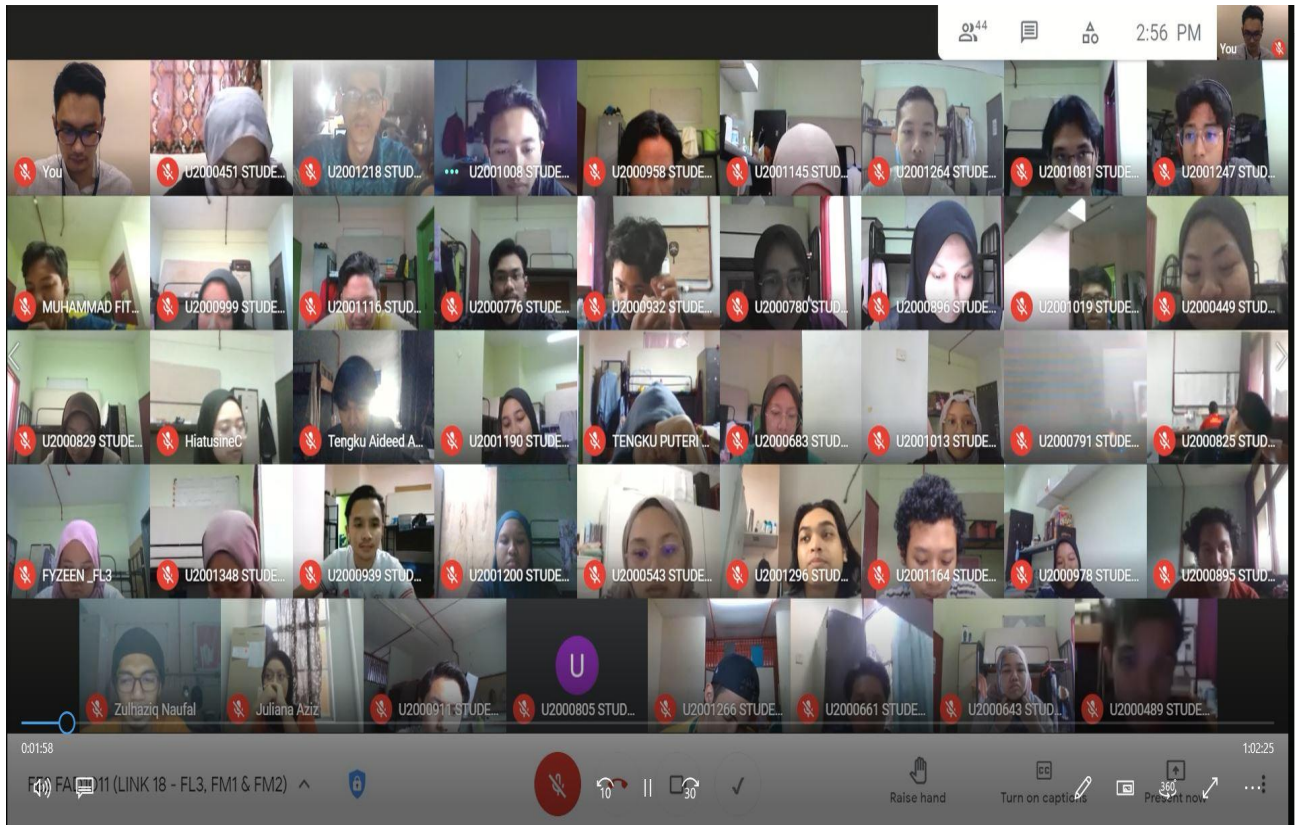 44
2:56 PM
You
You
U2000451 STUDE...
U2001218 STUD...
U2001008 STUDE...
U2000958 STUDE...
U2001145 STUD...
U2001264 STUDE...
U2001081 STUD...
U2001247 STUD...
MUHAMMAD FIT...
U2000999 STUDE...
U2001116 STUD...
U2000776 STUDE...
U2000932 STUDE...
U2000780 STUDE...
U2000896 STUDE...
U2001019 STUDE...
U2000449 STUD...
U2000829 STUDE...
HiatusineC
Tengku Aideed A...
U2001190 STUDE...
TENGKU PUTERI ...
U2000683 STUD...
U2001013 STUD...
U2000791 STUDE...
U2000825 STUD...
FYZEEN _FL3
U2001348 STUDE...
U2000939 STUD...
U2001200 STUDE...
U2000543 STUDE...
U2001296 STUD...
U2001164 STUDE...
U2000978 STUDE...
U2000895 STUD...
Zulhaziq Naufal
Juliana Aziz
U2000911 STUDE...
U
U2000805 STUD...
U2001266 STUDE...
U2000661 STUDE...
U2000643 STUD...
U2000489 STUDE...
0:01:58
1:02:25
(LINK 18 - FL3, FM1 & FM2)
10
30
Raise hand
CC
Turn on captions
360
Present now